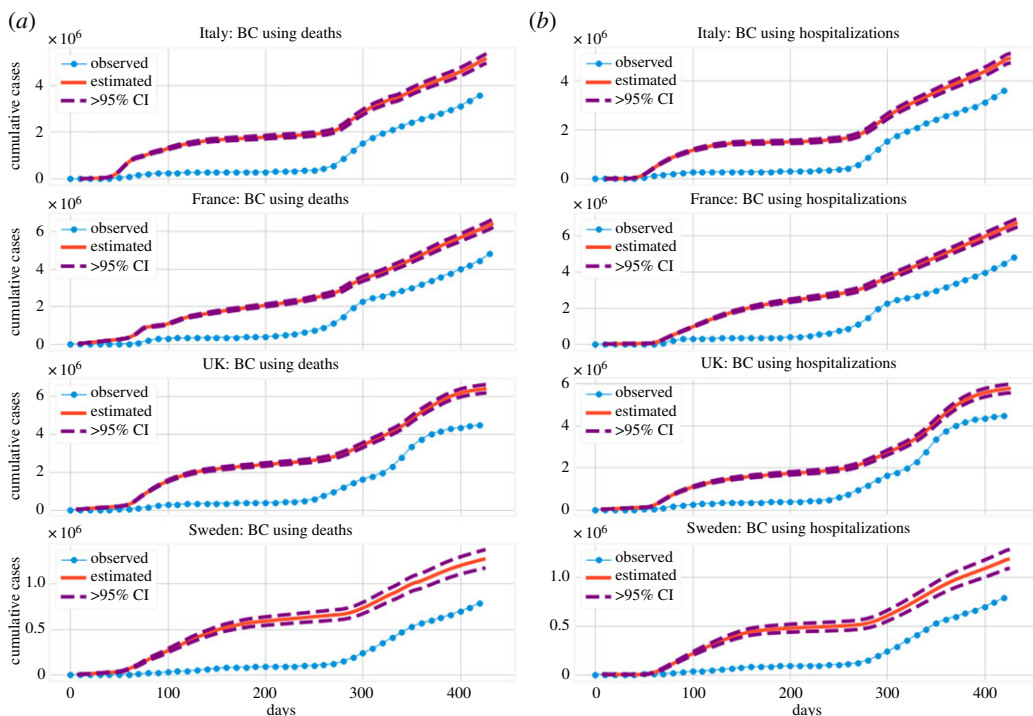 (a)
Italy: BC using deaths
× 10⁶
cumulative cases
4
2
0
observed
estimated
>95% CI
France: BC using deaths
× 10⁶
cumulative cases
6
4
2
0
observed
estimated
>95% CI
UK: BC using deaths
× 10⁶
cumulative cases
6
4
2
0
observed
estimated
>95% CI
Sweden: BC using deaths
× 10⁶
cumulative cases
1.0
0.5
0
observed
estimated
>95% CI
0 100 200 300 400
days
(b)
Italy: BC using hospitalizations
× 10⁶
4
2
0
observed
estimated
>95% CI
France: BC using hospitalizations
× 10⁶
6
4
2
0
observed
estimated
>95% CI
UK: BC using hospitalizations
× 10⁶
6
4
2
0
observed
estimated
>95% CI
Sweden: BC using hospitalizations
× 10⁶
1.0
0.5
0
observed
estimated
>95% CI
0 100 200 300 400
days